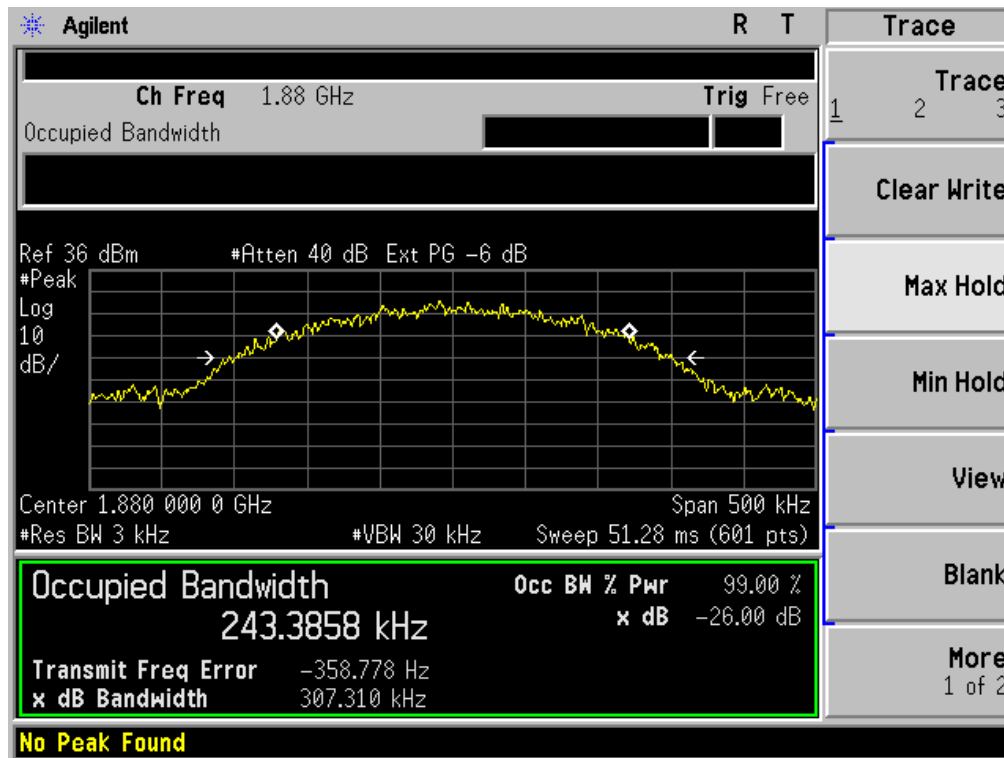 Agilent R T Trace
Ch Freq 1.88 GHz Trig Free
Occupied Bandwidth
Trace
1 2 3
Clear Write
Max Hold
Min Hold
View
Blank
More
1 of 2
Ref 36 dBm #Atten 40 dB Ext PG -6 dB
#Peak
Log
10
dB/
Center 1.880 000 0 GHz Span 500 kHz
#Res BW 3 kHz #VBW 30 kHz Sweep 51.28 ms (601 pts)
Occupied Bandwidth Occ BW % Pwr 99.00 %
243.3858 kHz x dB -26.00 dB
Transmit Freq Error -358.778 Hz
x dB Bandwidth 307.310 kHz
No Peak Found